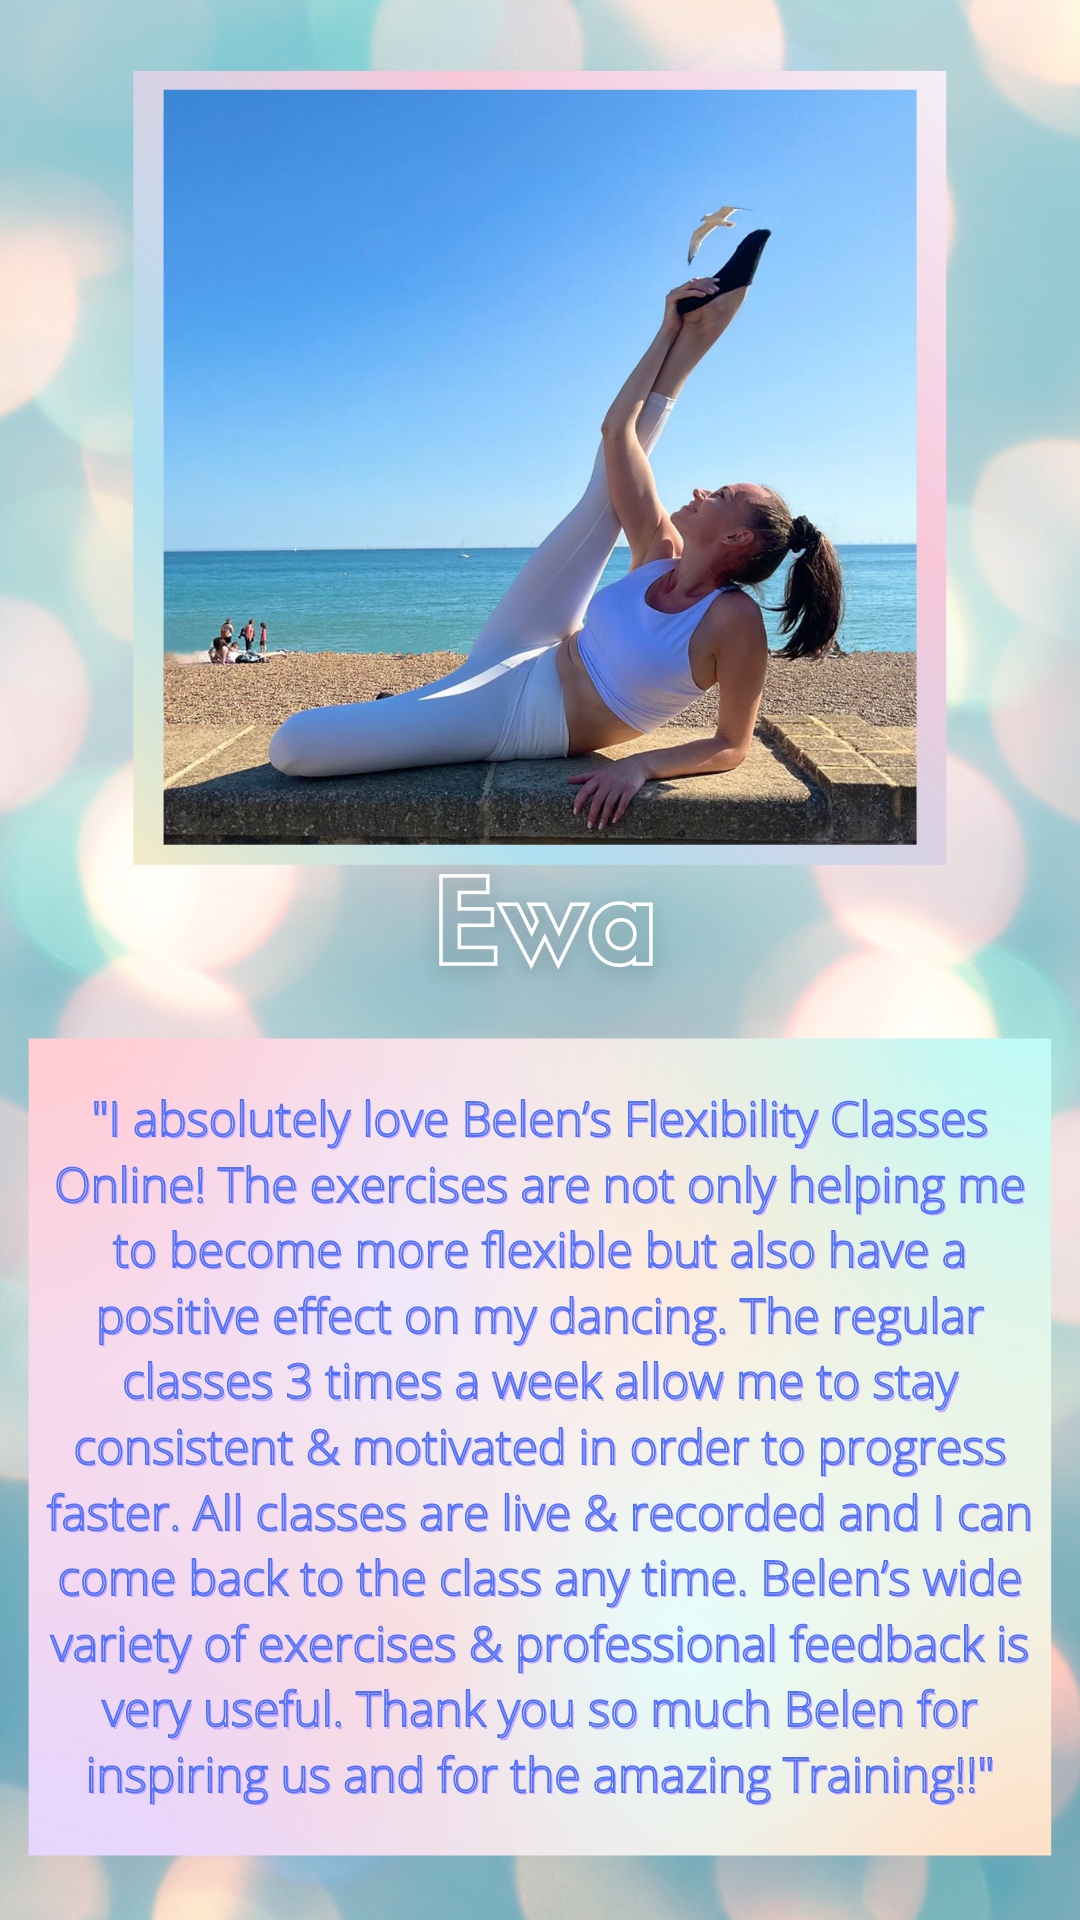 Ewa
"I absolutely love Belen’s Flexibility Classes
Online! The exercises are not only helping me
to become more flexible but also have a
positive effect on my dancing. The regular
classes 3 times a week allow me to stay
consistent & motivated in order to progress
faster. All classes are live & recorded and I can
come back to the class any time. Belen’s wide
variety of exercises & professional feedback is
very useful. Thank you so much Belen for
inspiring us and for the amazing Training!!"